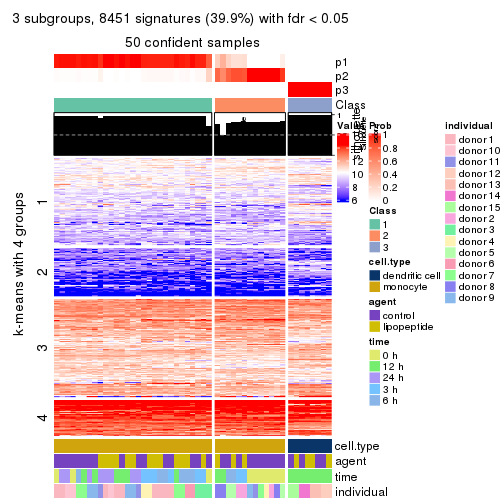 3 subgroups, 8451 signatures (39.9%) with fdr < 0.05
50 confident samples
p1
p2
p3
Class
1
k-means with 4 groups
1
2
3
4
cell.type
agent
time
individual
Value
12
10
8
6
Prob
1
0.8
0.6
0.4
0.2
0
Class
1
2
3
cell.type
dendritic cell
monocyte
agent
control
lipopeptide
time
0 h
12 h
24 h
3 h
6 h
individual
donor 1
donor 10
donor 11
donor 12
donor 13
donor 14
donor 15
donor 2
donor 3
donor 4
donor 5
donor 6
donor 7
donor 8
donor 9